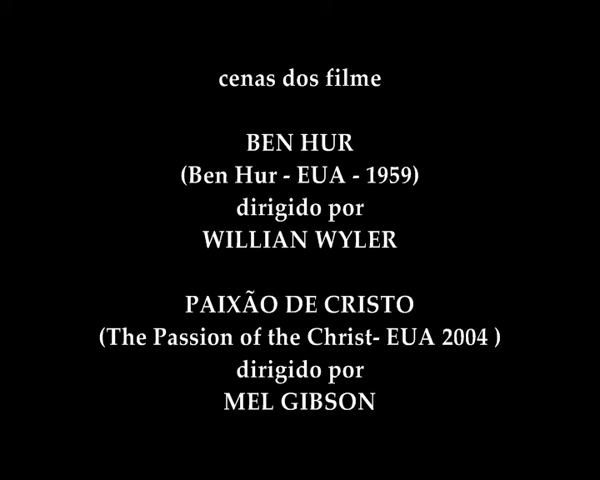 cenas dos filme
BEN HUR
(Ben Hur - EUA - 1959)
dirigido por
WILLIAN WYLER
PAIXÃO DE CRISTO
(The Passion of the Christ- EUA 2004 )
dirigido por
MEL GIBSON